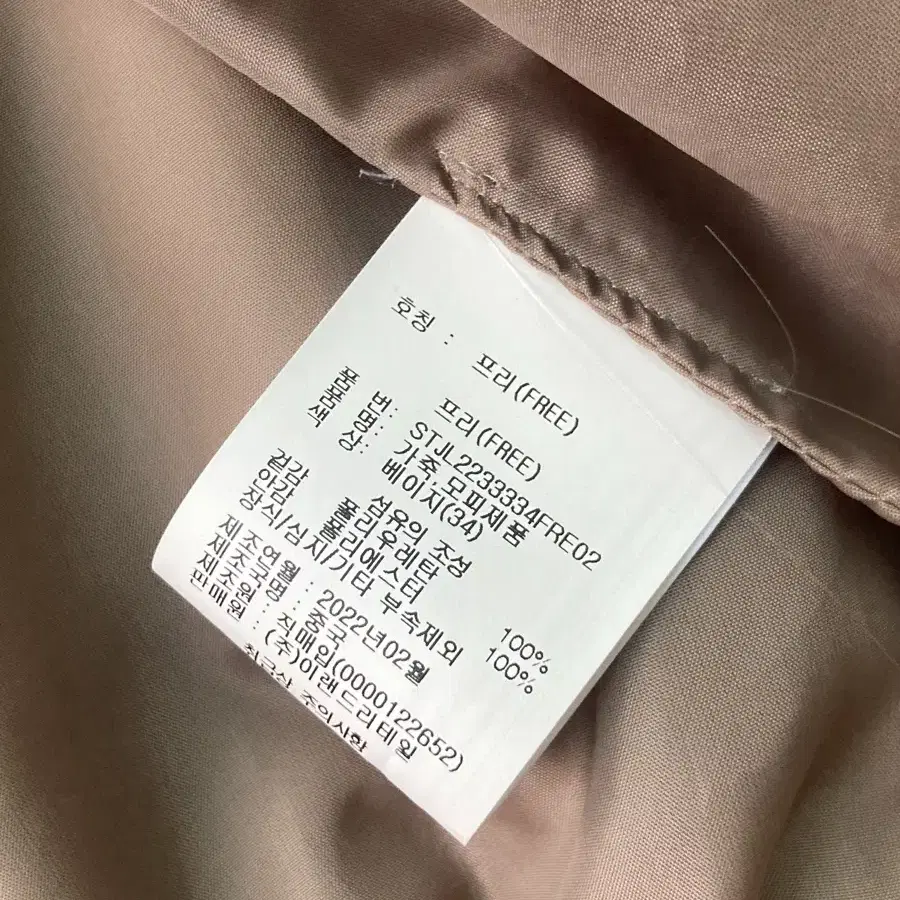 호칭 : 프리(FREE)
프리(FREE)
품 번: STJL2233334FRE02
품 명: 가죽.모피제품
색 상: 베이지(34)
섬유의 조성
겉감 폴리우레탄 100%
안감 폴리에스터 100%
장식/심지/기타 부속제외
제조연월 : 2022년02월
제조국명 : 중국
제조원 : 직매입(0000122652)
판매원 : (주)이랜드리테일
취급상 주의사항